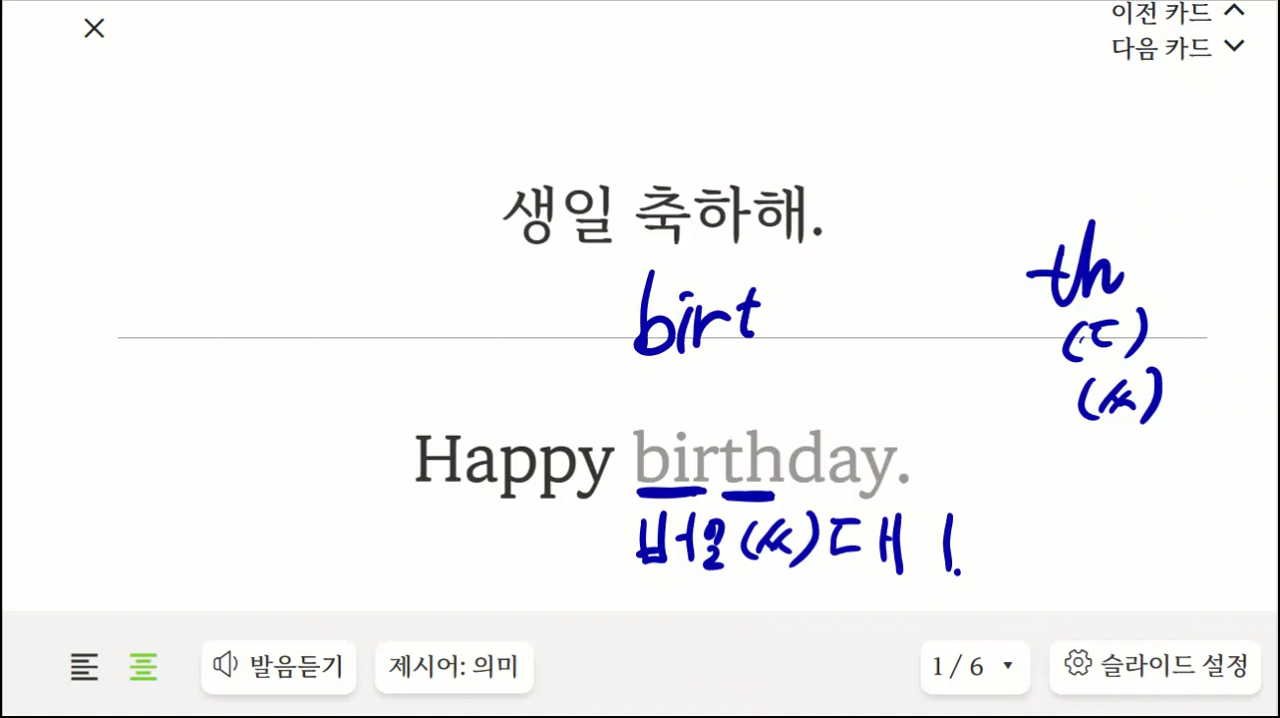 이전 카드
다음 카드
생일 축하해.
birt
th
(ㄷ)
(ㅆ)
Happy birthday.
버얼(ㅆ)대ㅣ.
발음듣기
제시어: 의미
1 / 6
슬라이드 설정